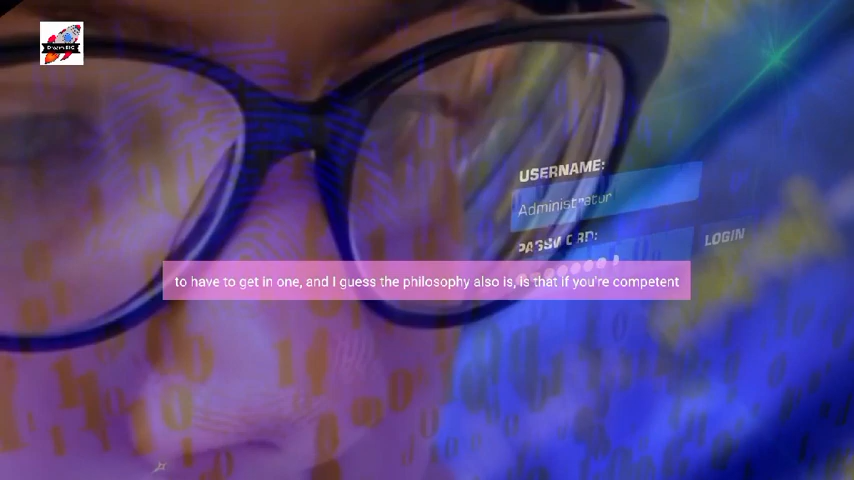 USERNAME:
Administrator
PASSWORD:
LOGIN
to have to get in one, and I guess the philosophy also is, is that if you're competent